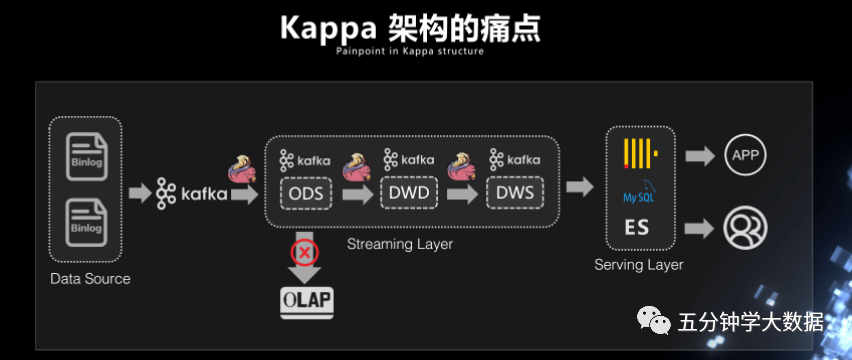 Kappa 架构的痛点
Painpoint in Kappa structure
Binlog
Binlog
Data Source
kafka
kafka
ODS
kafka
DWD
kafka
DWS
Streaming Layer
OLAP
My SQL
ES
Serving Layer
APP
五分钟学大数据